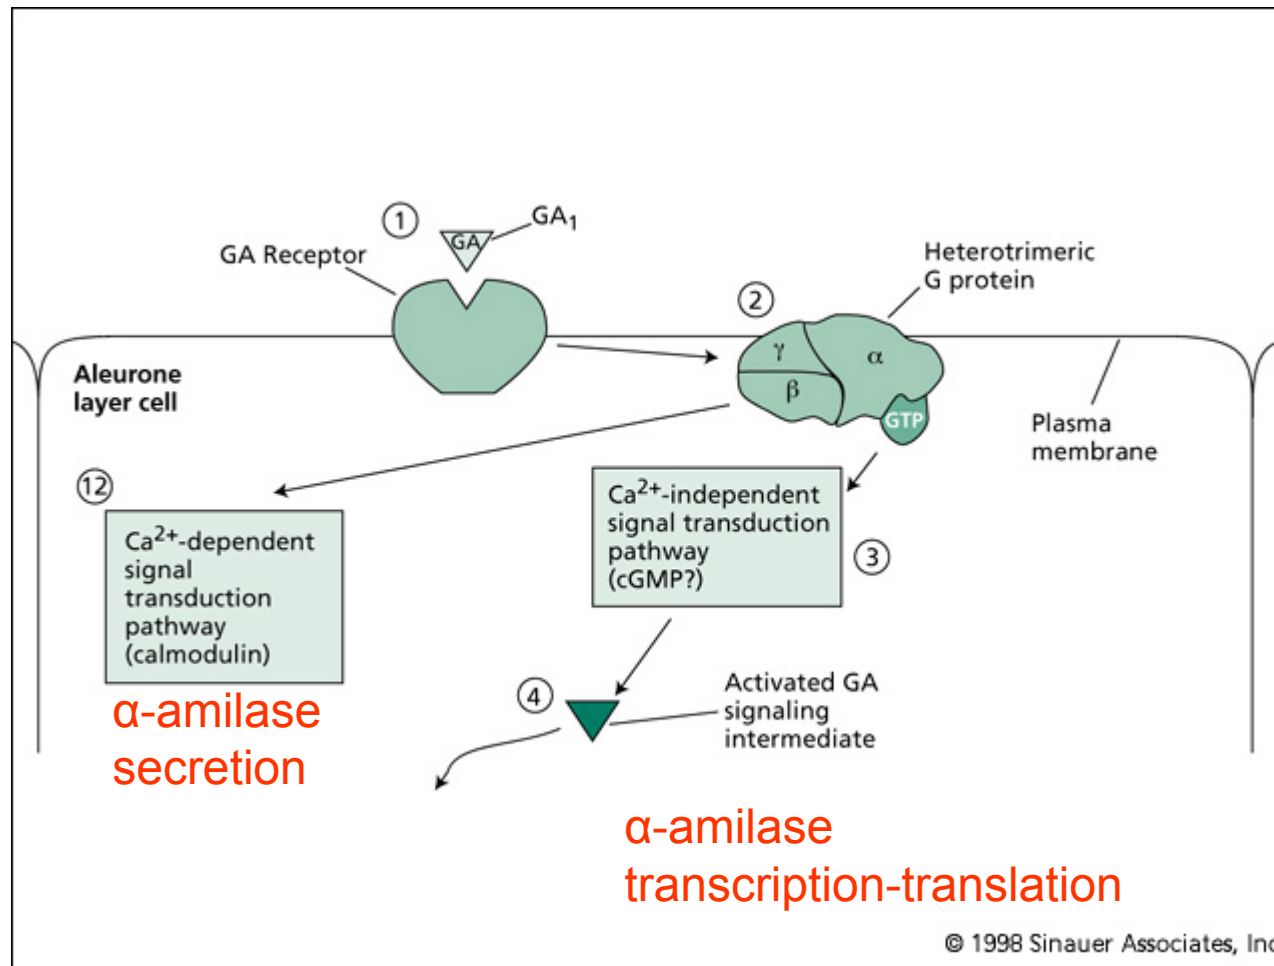 1
GA
GA1
GA Receptor
Heterotrimeric
G protein
2
γ
α
β
GTP
Aleurone
layer cell
Plasma
membrane
12
Ca2+-dependent
signal
transduction
pathway
(calmodulin)
Ca2+-independent
signal transduction
pathway
(cGMP?)
3
α-amilase
secretion
4
Activated GA
signaling
intermediate
α-amilase
transcription-translation
© 1998 Sinauer Associates, Inc